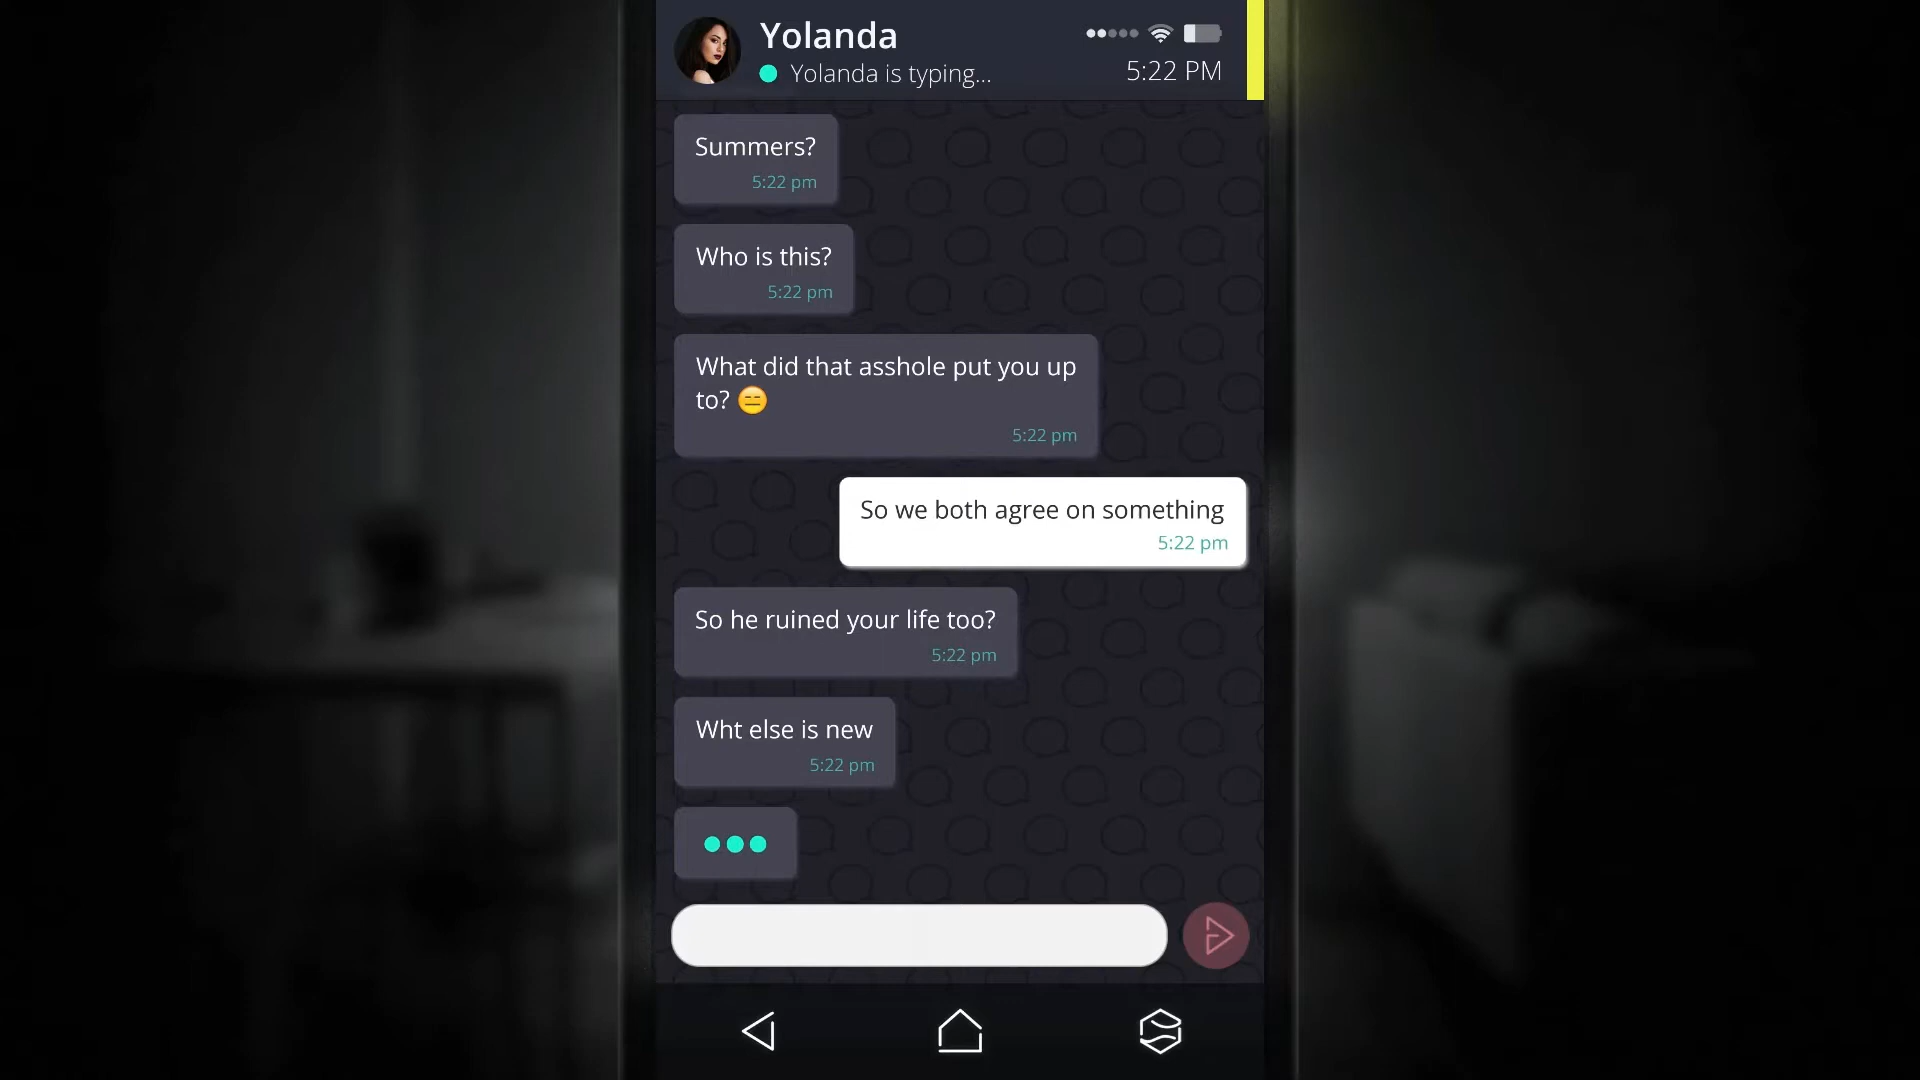 Yolanda
Yolanda is typing...
5:22 PM
Summers?
5:22 pm
Who is this?
5:22 pm
What did that asshole put you up
to? 😑
5:22 pm
So we both agree on something
5:22 pm
So he ruined your life too?
5:22 pm
Wht else is new
5:22 pm